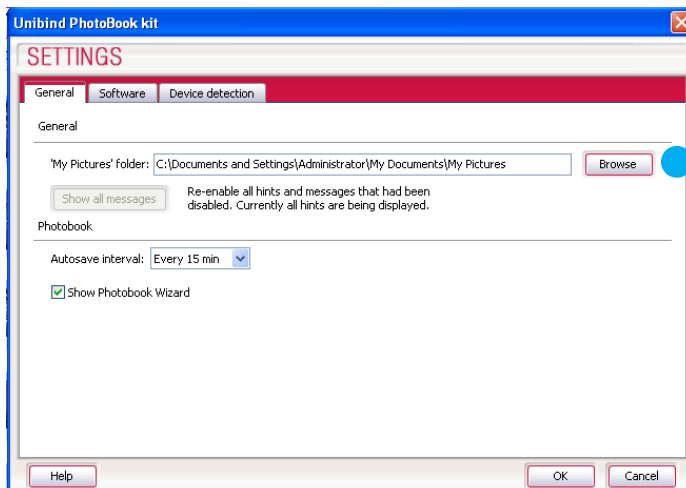 Unibind PhotoBook kit
SETTINGS
General Software Device detection
General
'My Pictures' folder: C:\Documents and Settings\Administrator\My Documents\My Pictures Browse
Show all messages Re-enable all hints and messages that had been
disabled. Currently all hints are being displayed.
Photobook
Autosave interval: Every 15 min
Show Photobook Wizard
Help OK Cancel